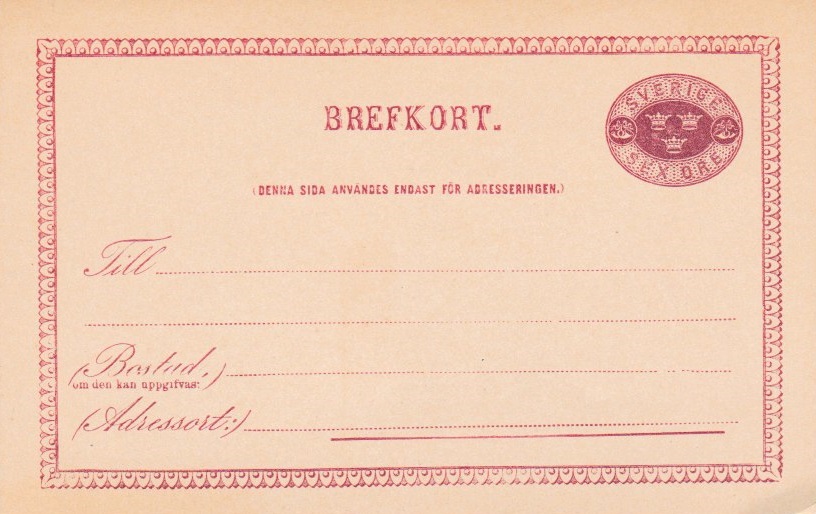 BREFKORT.
SVERIGE
SEX ÖRE
(DENNA SIDA ANVÄNDES ENDAST FÖR ADRESSERINGEN.)
Till
(Bostad,
om den kan uppgifvas:)
(Adressort:)